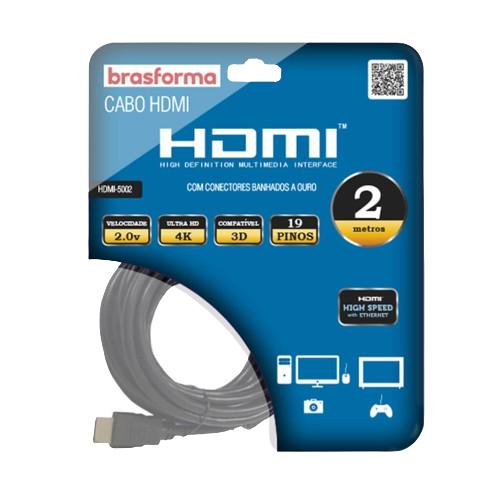 brasforma
CABO HDMI
HDMI™
HIGH DEFINITION MULTIMEDIA INTERFACE
HDMI-5002
COM CONECTORES BANHADOS A OURO
VELOCIDADE
2.0v
ULTRA HD
4K
COMPATÍVEL
3D
19
PINOS
2
metros
HDMI
HIGH SPEED
with ETHERNET